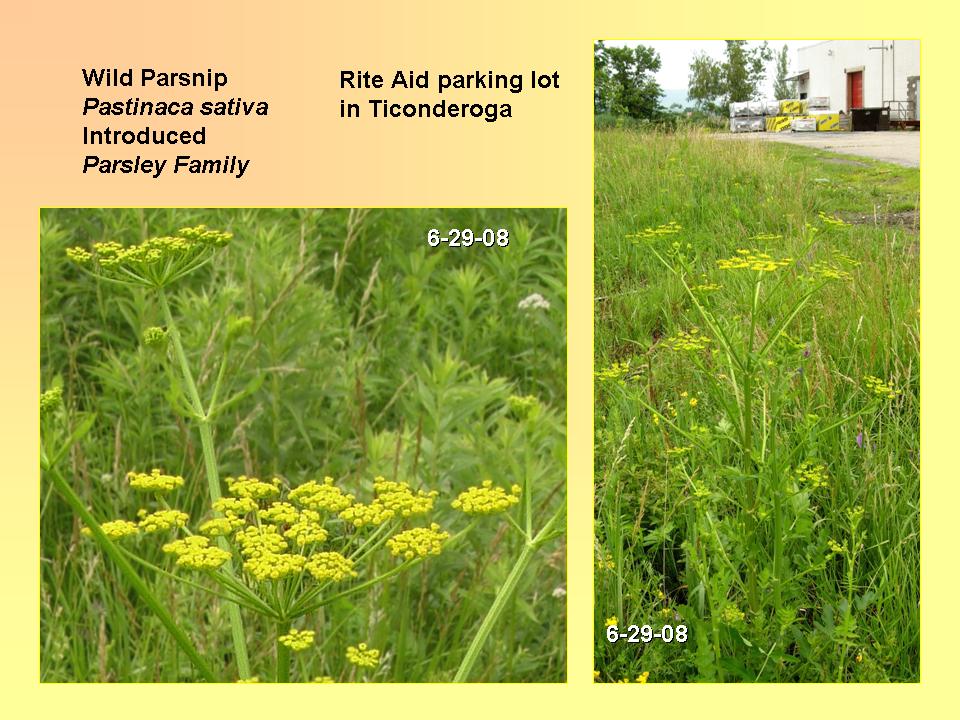 Wild Parsnip
Pastinaca sativa
Introduced
Parsley Family
Rite Aid parking lot
in Ticonderoga
6-29-08
6-29-08